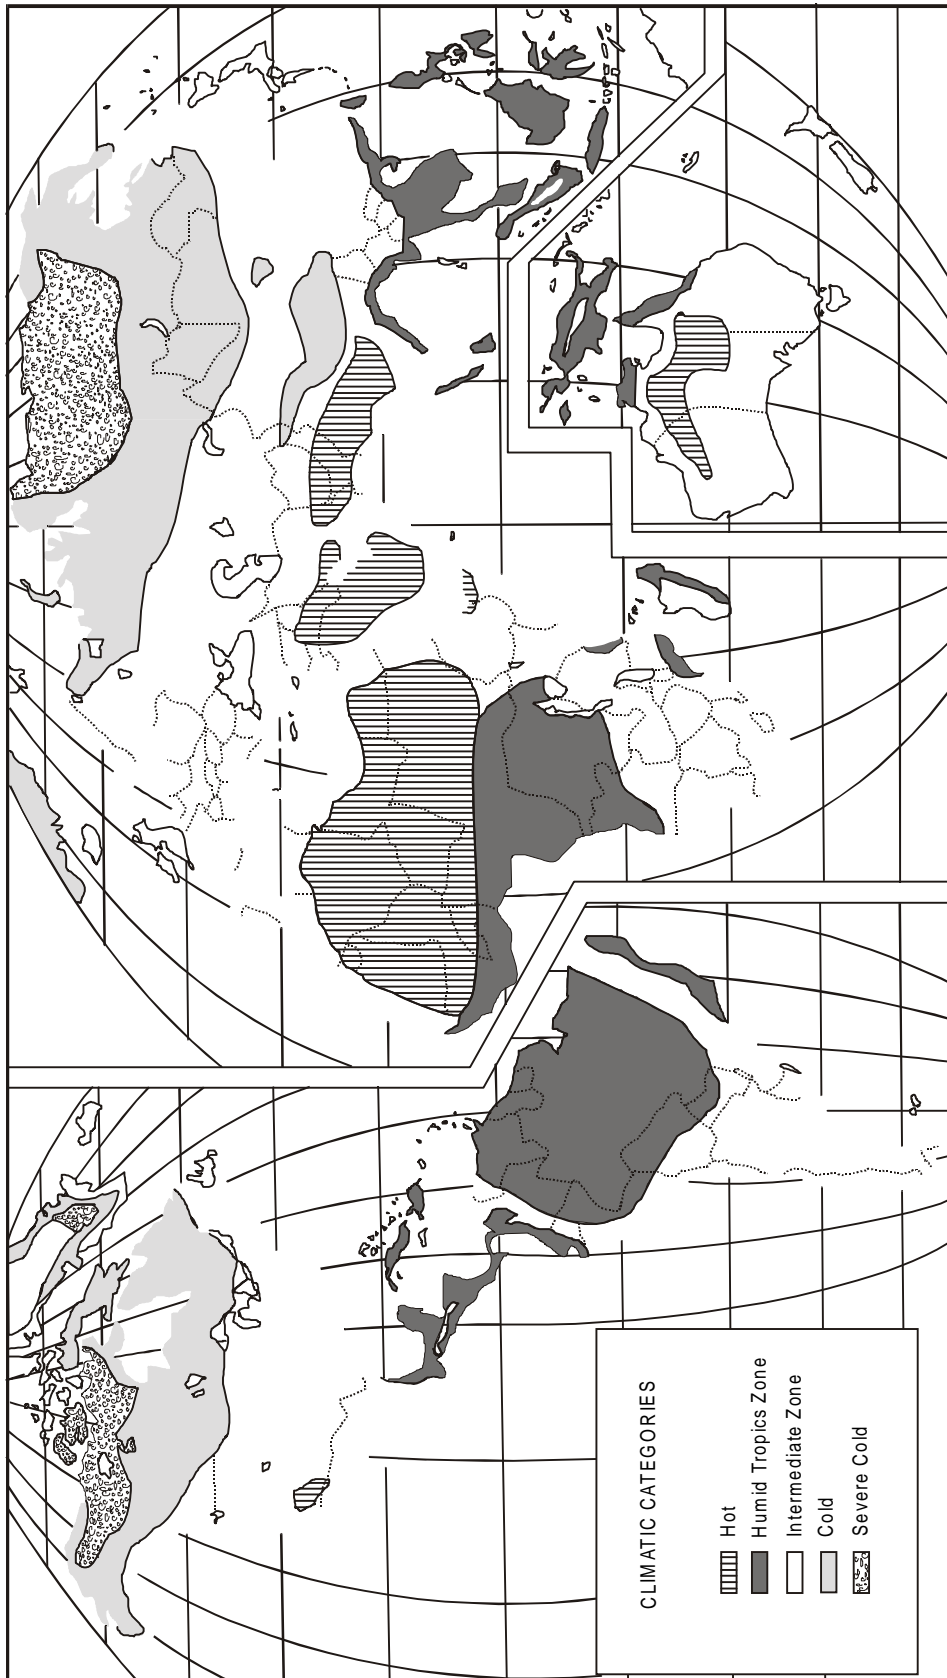 CLIMATIC CATEGORIES
Hot
Humid Tropics Zone
Intermediate Zone
Cold
Severe Cold